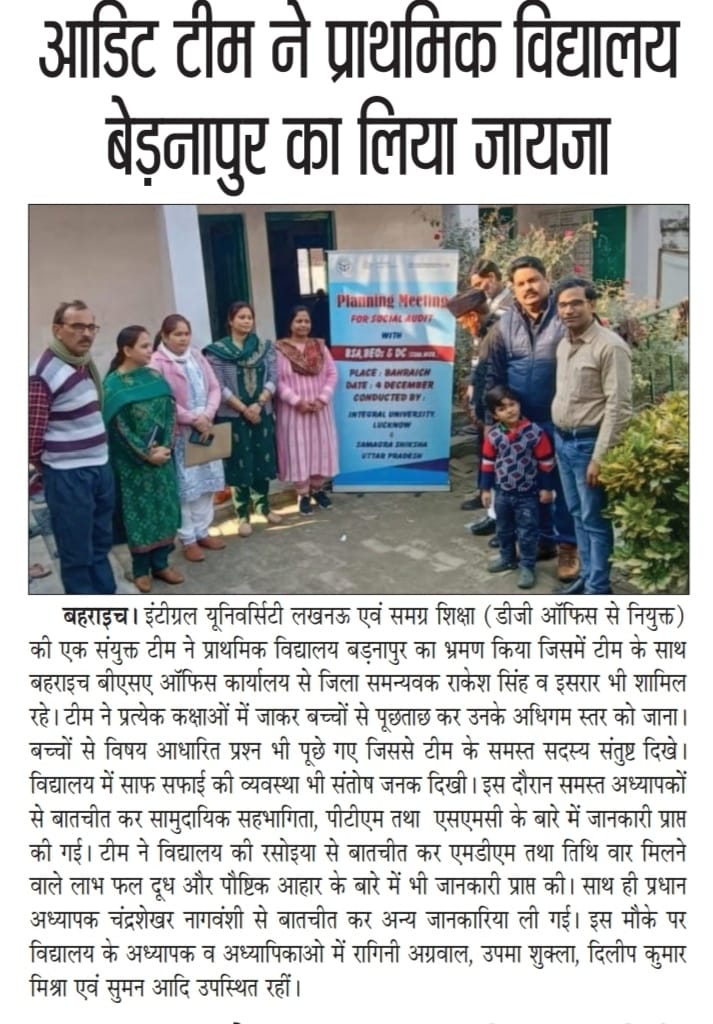 आडिट टीम ने प्राथमिक विद्यालय
बेड़नापुर का लिया जायजा
Planning Meeting
FOR SOCIAL AUDIT
WITH
BSA, BEOs & DC
PLACE : BAHRAICH
DATE : 4 DECEMBER
CONDUCTED BY :
INTEGRAL UNIVERSITY,
LUCKNOW
&
SAMAGRA SHIKSHA
UTTAR PRADESH
बहराइच। इंटीग्रल यूनिवर्सिटी लखनऊ एवं समग्र शिक्षा (डीजी ऑफिस से नियुक्त)
की एक संयुक्त टीम ने प्राथमिक विद्यालय बड़नापुर का भ्रमण किया जिसमें टीम के साथ
बहराइच बीएसए ऑफिस कार्यालय से जिला समन्यवक राकेश सिंह व इसरार भी शामिल
रहे। टीम ने प्रत्येक कक्षाओं में जाकर बच्चों से पूछताछ कर उनके अधिगम स्तर को जाना।
बच्चों से विषय आधारित प्रश्न भी पूछे गए जिससे टीम के समस्त सदस्य संतुष्ट दिखे।
विद्यालय में साफ सफाई की व्यवस्था भी संतोष जनक दिखी। इस दौरान समस्त अध्यापकों
से बातचीत कर सामुदायिक सहभागिता, पीटीएम तथा एसएमसी के बारे में जानकारी प्राप्त
की गई। टीम ने विद्यालय की रसोइया से बातचीत कर एमडीएम तथा तिथि वार मिलने
वाले लाभ फल दूध और पौष्टिक आहार के बारे में भी जानकारी प्राप्त की। साथ ही प्रधान
अध्यापक चंद्रशेखर नागवंशी से बातचीत कर अन्य जानकारिया ली गई। इस मौके पर
विद्यालय के अध्यापक व अध्यापिकाओ में रागिनी अग्रवाल, उपमा शुक्ला, दिलीप कुमार
मिश्रा एवं सुमन आदि उपस्थित रहीं।